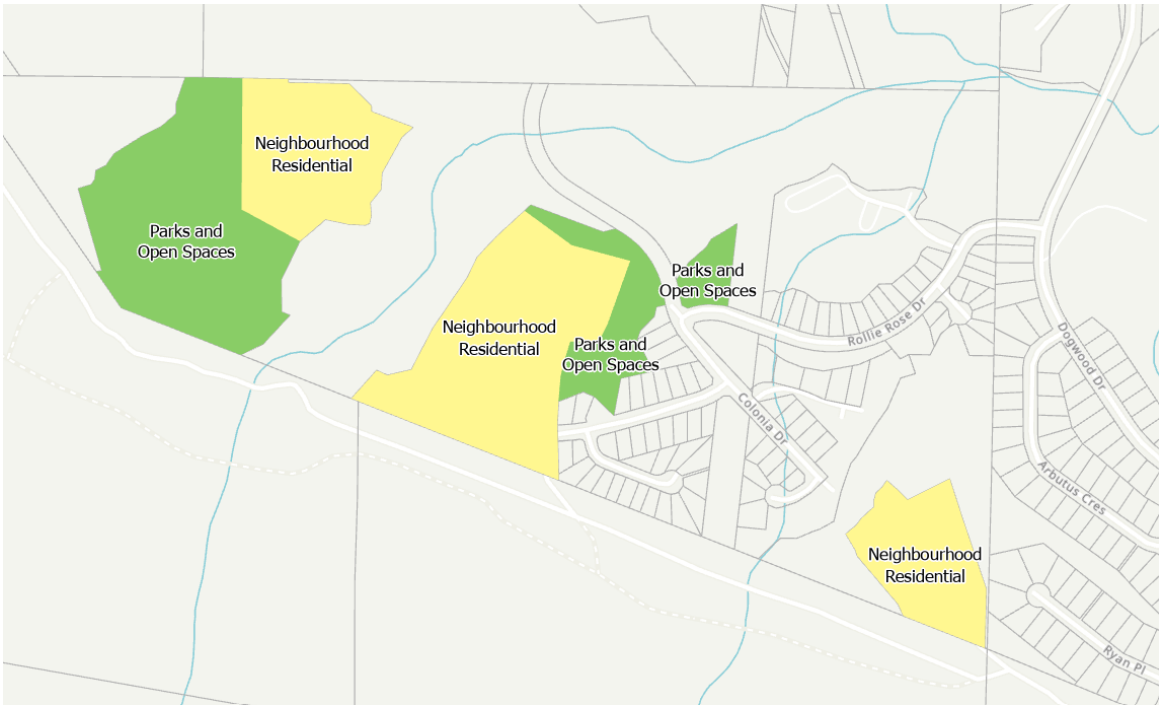 Neighbourhood
Residential
Parks and
Open Spaces
Parks and
Open Spaces
Neighbourhood
Residential
Parks and
Open Spaces
Rollie Rose Dr
Dogwood Dr
Colonia Dr
Arbutus Cres
Neighbourhood
Residential
Ryan Pl